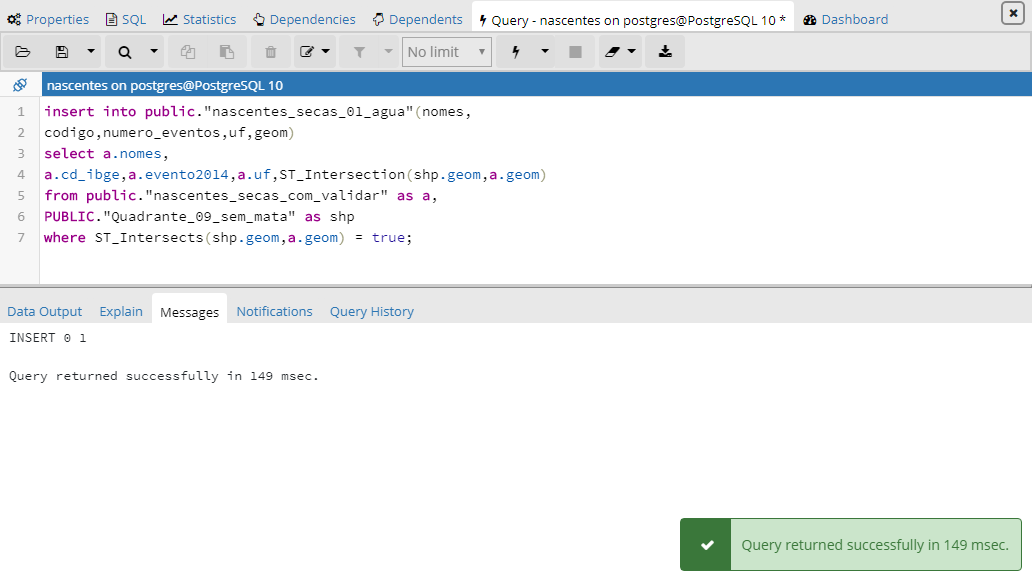 Properties SQL Statistics Dependencies Dependents Query - nascentes on postgres@PostgreSQL 10 * Dashboard
No limit
nascentes on postgres@PostgreSQL 10
1 insert into public."nascentes_secas_01_agua"(nomes,
2 codigo,numero_eventos,uf,geom)
3 select a.nomes,
4 a.cd_ibge,a.evento2014,a.uf,ST_Intersection(shp.geom,a.geom)
5 from public."nascentes_secas_com_validar" as a,
6 PUBLIC."Quadrante_09_sem_mata" as shp
7 where ST_Intersects(shp.geom,a.geom) = true;
Data Output Explain Messages Notifications Query History
INSERT 0 1
Query returned successfully in 149 msec.
Query returned successfully in 149 msec.